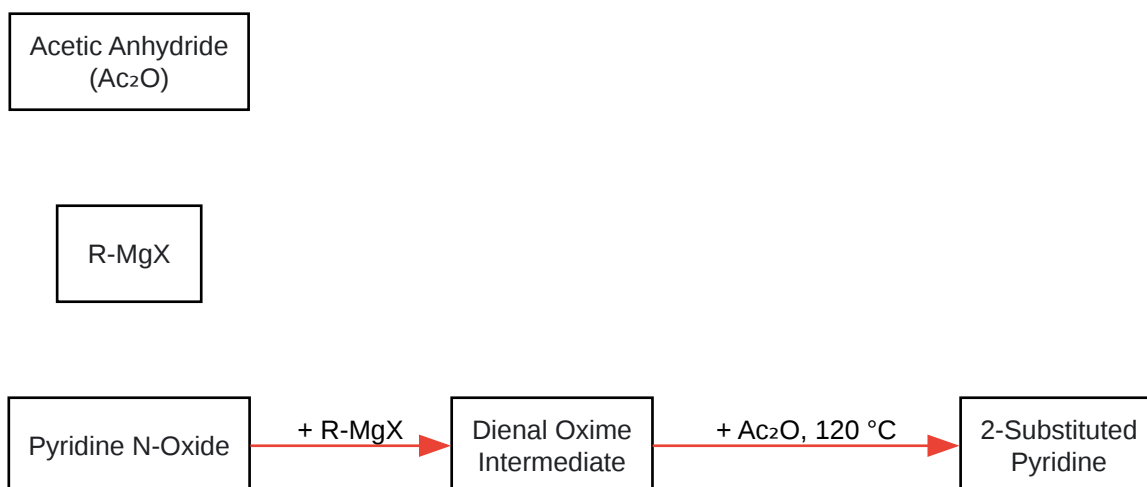 Acetic Anhydride
(Ac₂O)
R-MgX
Pyridine N-Oxide
+ R-MgX
Dienal Oxime
Intermediate
+ Ac₂O, 120 °C
2-Substituted
Pyridine